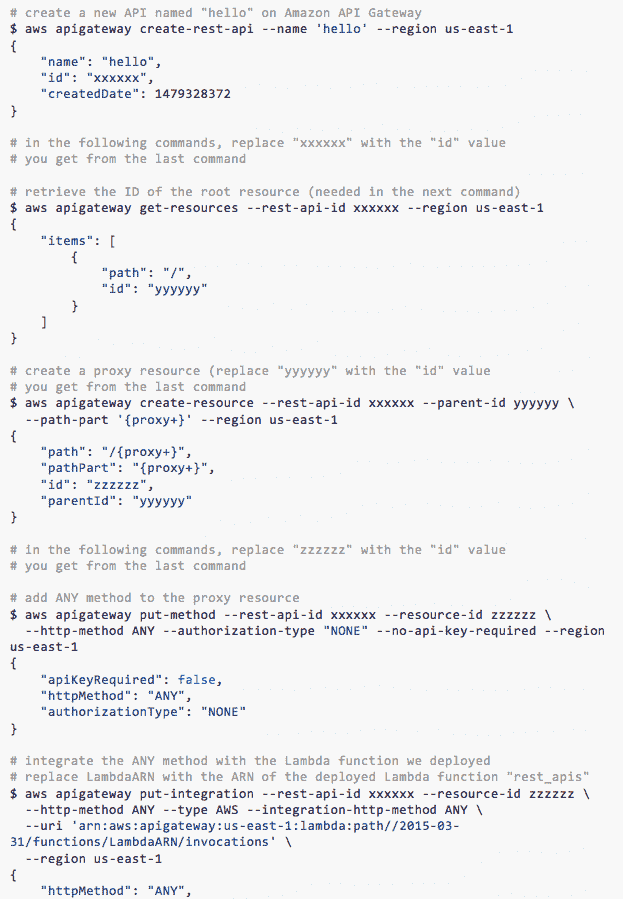 # create a new API named "hello" on Amazon API Gateway
$ aws apigateway create-rest-api --name 'hello' --region us-east-1
{
    "name": "hello",
    "id": "xxxxxx",
    "createdDate": 1479328372
}

# in the following commands, replace "xxxxxx" with the "id" value
# you get from the last command

# retrieve the ID of the root resource (needed in the next command)
$ aws apigateway get-resources --rest-api-id xxxxxx --region us-east-1
{
    "items": [
        {
            "path": "/",
            "id": "yyyyyy"
        }
    ]
}

# create a proxy resource (replace "yyyyyy" with the "id" value
# you get from the last command
$ aws apigateway create-resource --rest-api-id xxxxxx --parent-id yyyyyy \
  --path-part '{proxy+}' --region us-east-1
{
    "path": "/{proxy+}",
    "pathPart": "{proxy+}",
    "id": "zzzzzz",
    "parentId": "yyyyyy"
}

# in the following commands, replace "zzzzzz" with the "id" value
# you get from the last command

# add ANY method to the proxy resource
$ aws apigateway put-method --rest-api-id xxxxxx --resource-id zzzzzz \
  --http-method ANY --authorization-type "NONE" --no-api-key-required --region
us-east-1
{
    "apiKeyRequired": false,
    "httpMethod": "ANY",
    "authorizationType": "NONE"
}

# integrate the ANY method with the Lambda function we deployed
# replace LambdaARN with the ARN of the deployed Lambda function "rest_apis"
$ aws apigateway put-integration --rest-api-id xxxxxx --resource-id zzzzzz \
  --http-method ANY --type AWS --integration-http-method ANY \
  --uri 'arn:aws:apigateway:us-east-1:lambda:path//2015-03-
31/functions/LambdaARN/invocations' \
  --region us-east-1
{
    "httpMethod": "ANY",